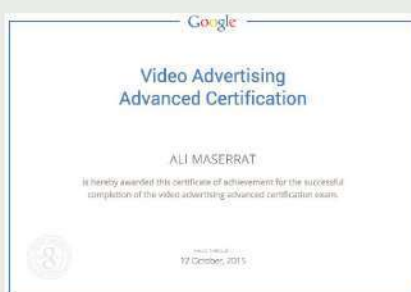 Google
Video Advertising
Advanced Certification
ALI MASERRAT
is hereby awarded this certificate of achievement for the successful
completion of the video advertising advanced certification exam.
17 October, 2015